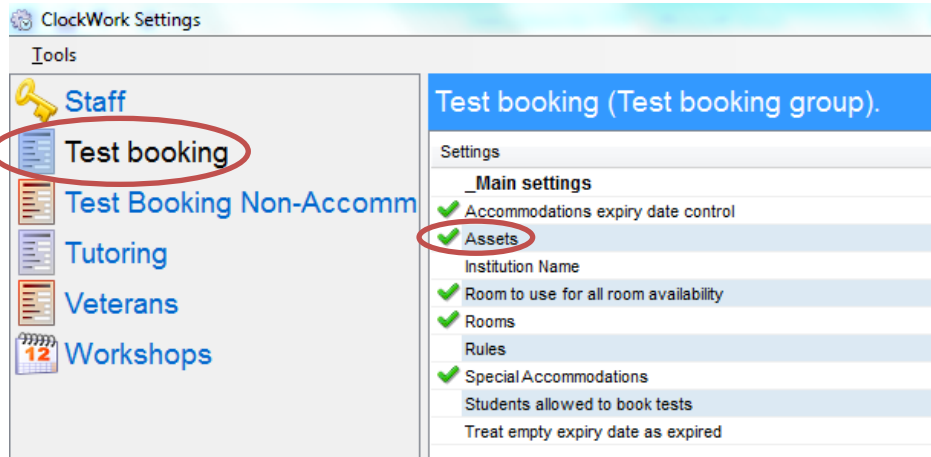 ClockWork Settings
Tools
Staff
Test booking
Test Booking Non-Accomm
Tutoring
Veterans
12
Workshops
Test booking (Test booking group).
Settings
_Main settings
Accommodations expiry date control
Assets
Institution Name
Room to use for all room availability
Rooms
Rules
Special Accommodations
Students allowed to book tests
Treat empty expiry date as expired